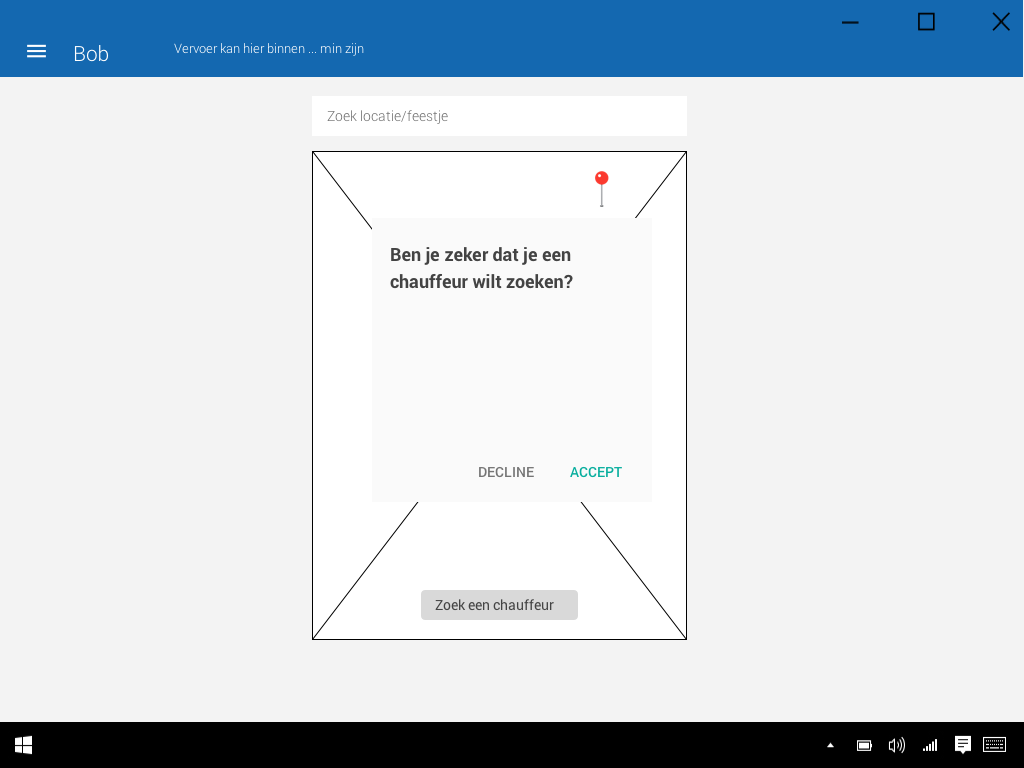 Bob
Vervoer kan hier binnen ... min zijn
Zoek locatie/feestje
Ben je zeker dat je een
chauffeur wilt zoeken?
DECLINE
ACCEPT
Zoek een chauffeur